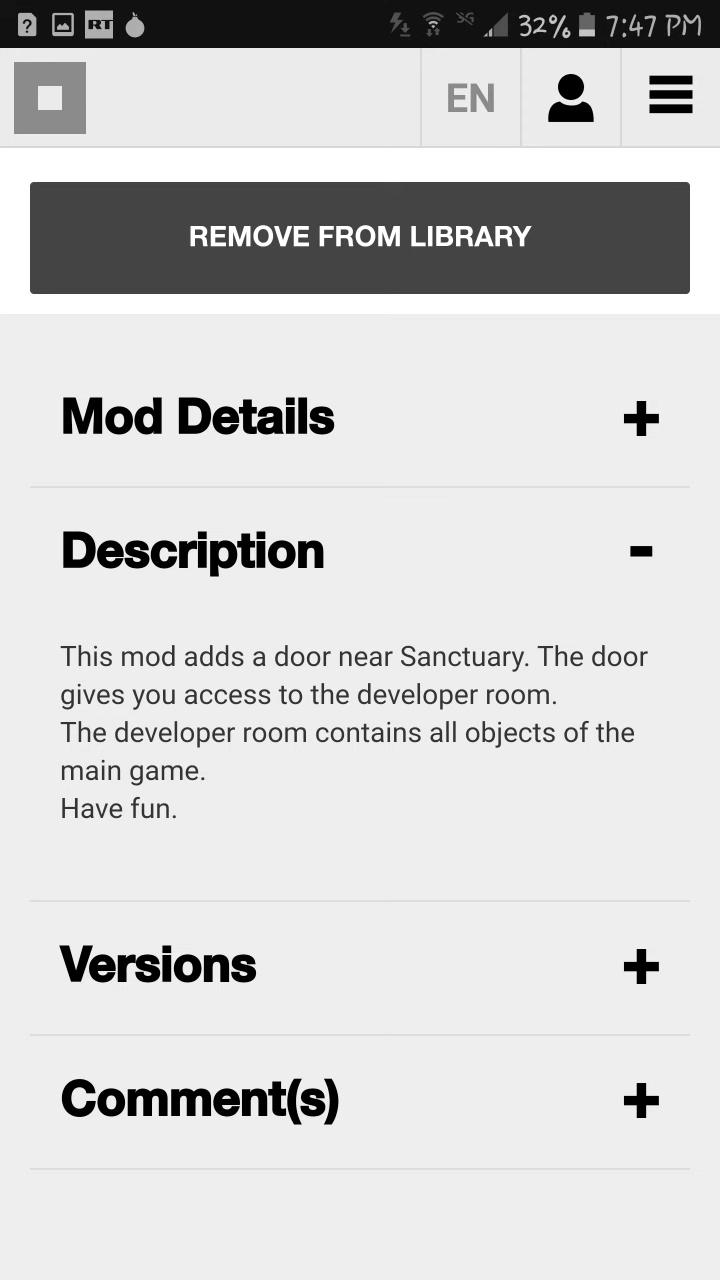 ? RT 3G 32% 7:47 PM
EN
REMOVE FROM LIBRARY
Mod Details +
Description -
This mod adds a door near Sanctuary. The door
gives you access to the developer room.
The developer room contains all objects of the
main game.
Have fun.
Versions +
Comment(s) +